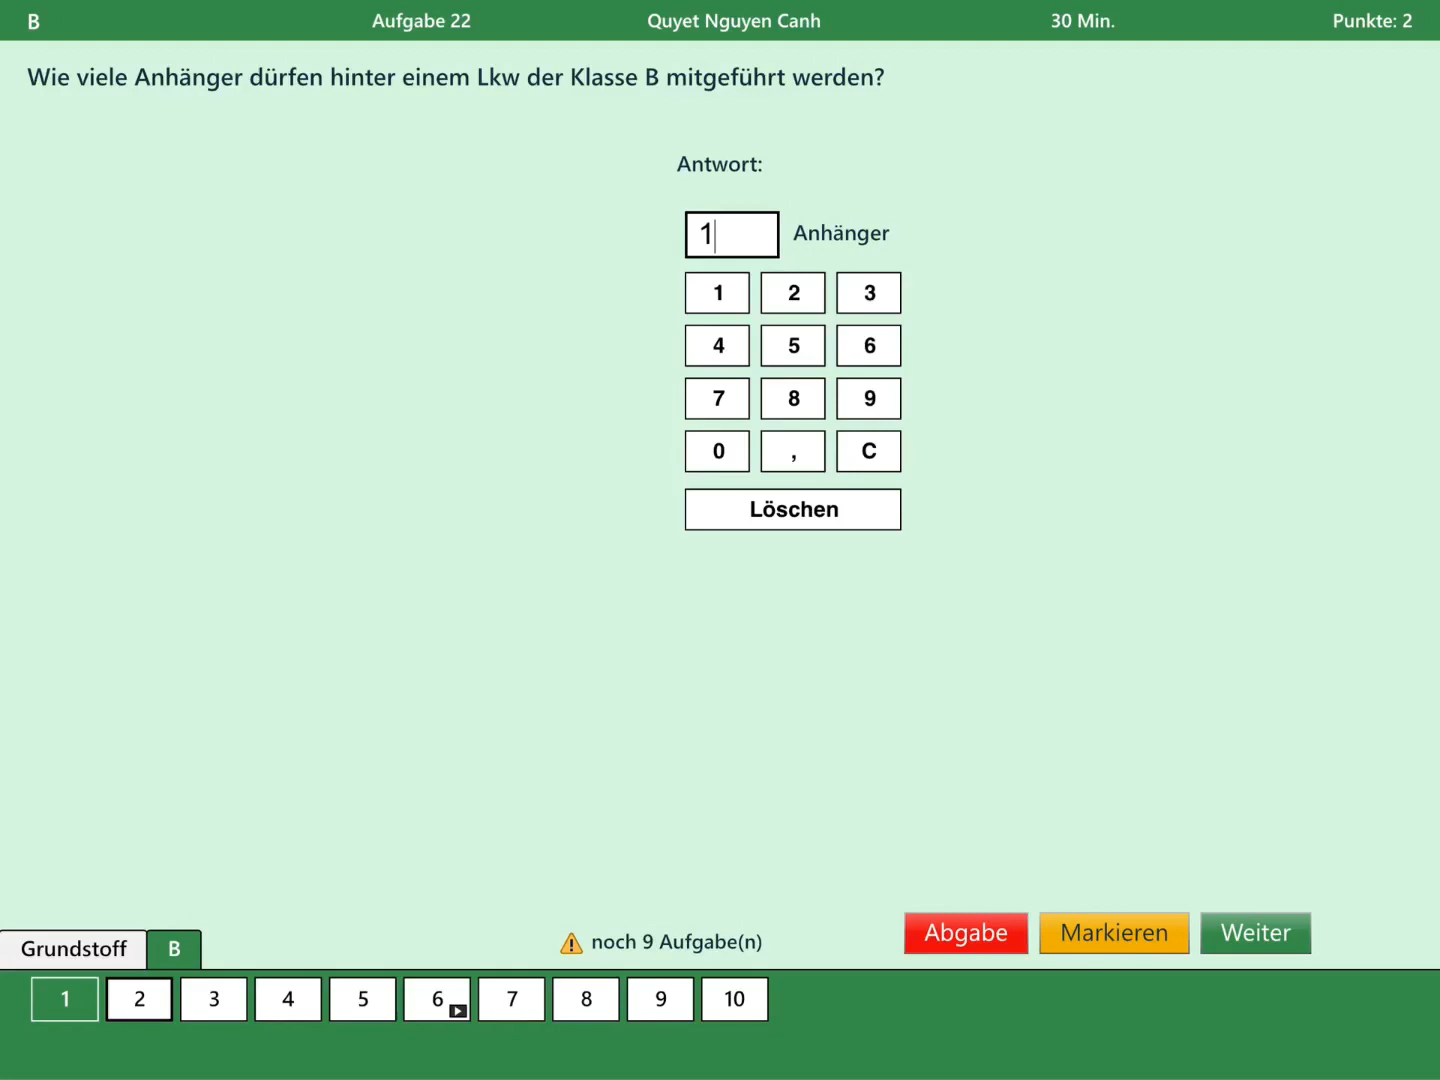 B Aufgabe 22 Quyet Nguyen Canh 30 Min. Punkte: 2
Wie viele Anhänger dürfen hinter einem Lkw der Klasse B mitgeführt werden?
Antwort:
1 Anhänger
1 2 3
4 5 6
7 8 9
0 , C
Löschen
Grundstoff B noch 9 Aufgabe(n) Abgabe Markieren Weiter
1 2 3 4 5 6 7 8 9 10